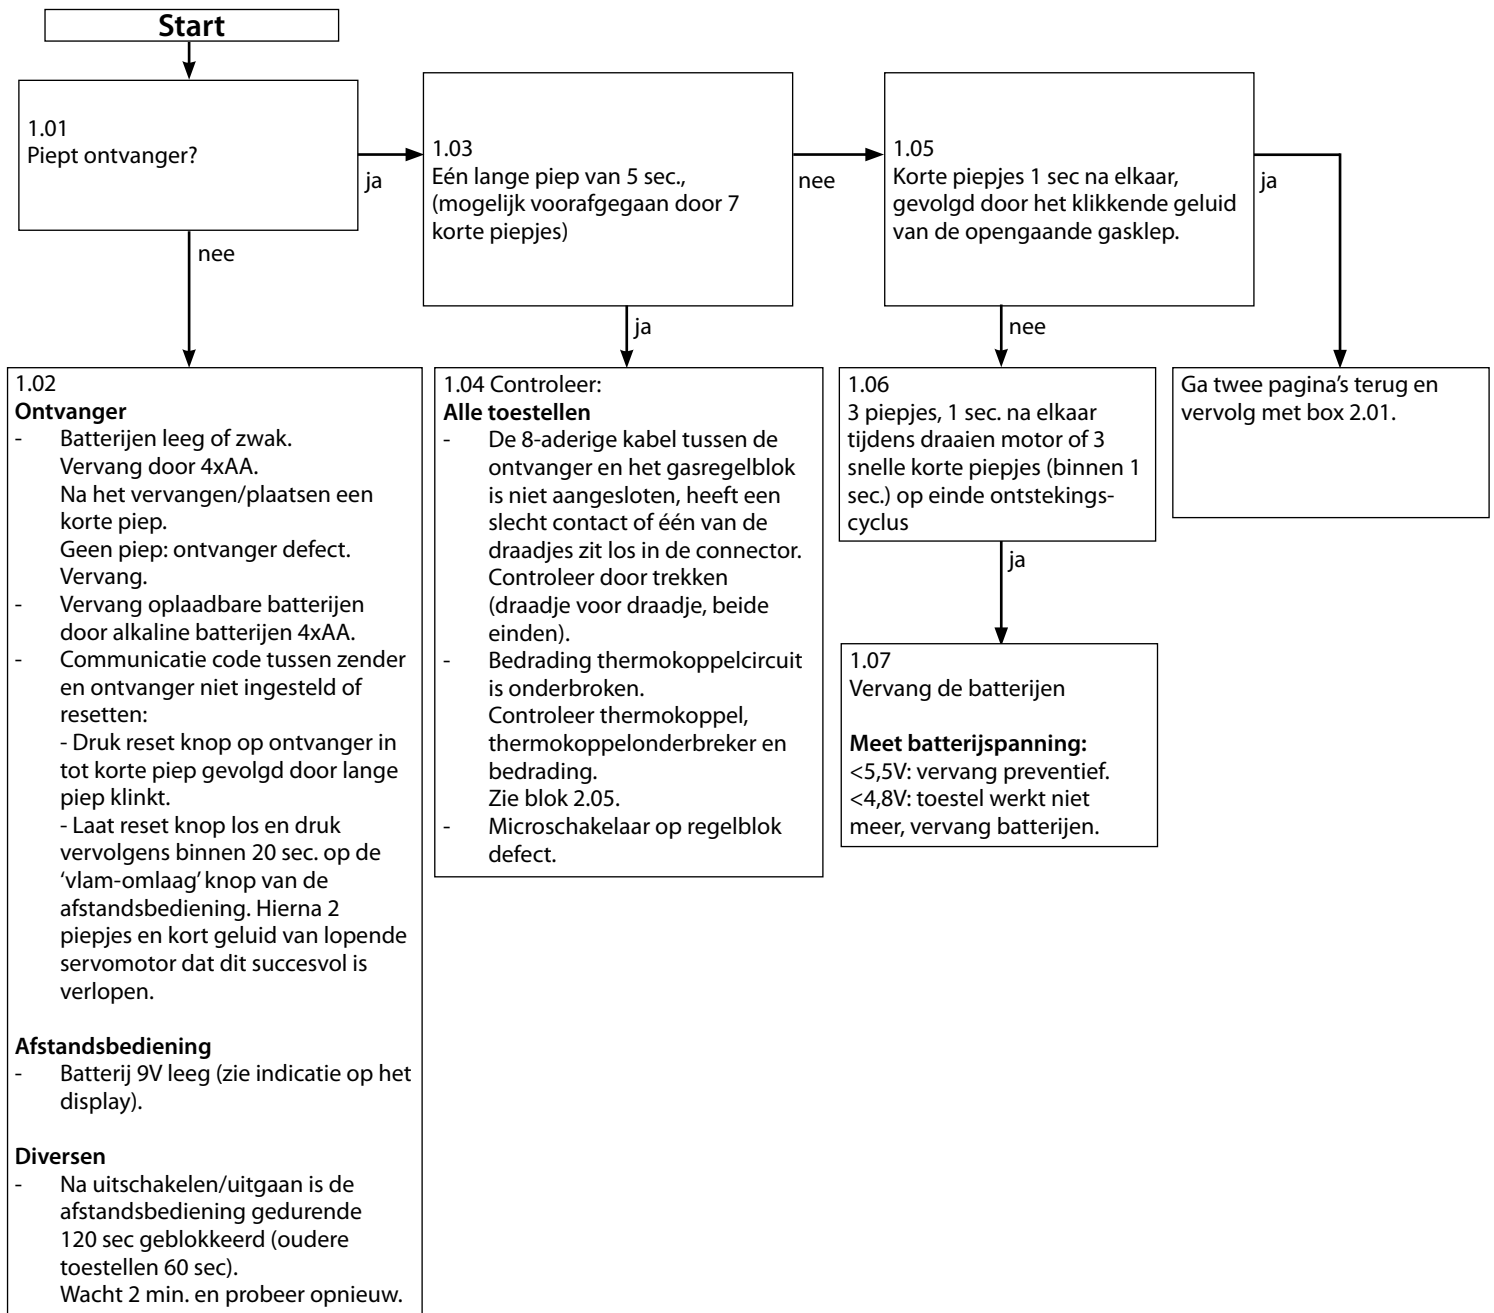 Start
1.01
Piept ontvanger?
ja
nee
1.03
Eén lange piep van 5 sec.,
(mogelijk voorafgegaan door 7
korte piepjes)
nee
ja
1.05
Korte piepjes 1 sec na elkaar,
gevolgd door het klikkende geluid
van de opengaande gasklep.
ja
nee
1.02
Ontvanger
- Batterijen leeg of zwak.
Vervang door 4xAA.
Na het vervangen/plaatsen een
korte piep.
Geen piep: ontvanger defect.
Vervang.
- Vervang oplaadbare batterijen
door alkaline batterijen 4xAA.
- Communicatie code tussen zender
en ontvanger niet ingesteld of
resetten:
- Druk reset knop op ontvanger in
tot korte piep gevolgd door lange
piep klinkt.
- Laat reset knop los en druk
vervolgens binnen 20 sec. op de
‘vlam-omlaag’ knop van de
afstandsbediening. Hierna 2
piepjes en kort geluid van lopende
servomotor dat dit succesvol is
verlopen.
Afstandsbediening
- Batterij 9V leeg (zie indicatie op het
display).
Diversen
- Na uitschakelen/uitgaan is de
afstandsbediening gedurende
120 sec geblokkeerd (oudere
toestellen 60 sec).
Wacht 2 min. en probeer opnieuw.
1.04 Controleer:
Alle toestellen
- De 8-aderige kabel tussen de
ontvanger en het gasregelblok
is niet aangesloten, heeft een
slecht contact of één van de
draadjes zit los in de connector.
Controleer door trekken
(draadje voor draadje, beide
einden).
- Bedrading thermokoppelcircuit
is onderbroken.
Controleer thermokoppel,
thermokoppelonderbreker en
bedrading.
Zie blok 2.05.
- Microschakelaar op regelblok
defect.
1.06
3 piepjes, 1 sec. na elkaar
tijdens draaien motor of 3
snelle korte piepjes (binnen 1
sec.) op einde ontstekings-
cyclus
ja
1.07
Vervang de batterijen
Meet batterijspanning:
<5,5V: vervang preventief.
<4,8V: toestel werkt niet
meer, vervang batterijen.
Ga twee pagina’s terug en
vervolg met box 2.01.